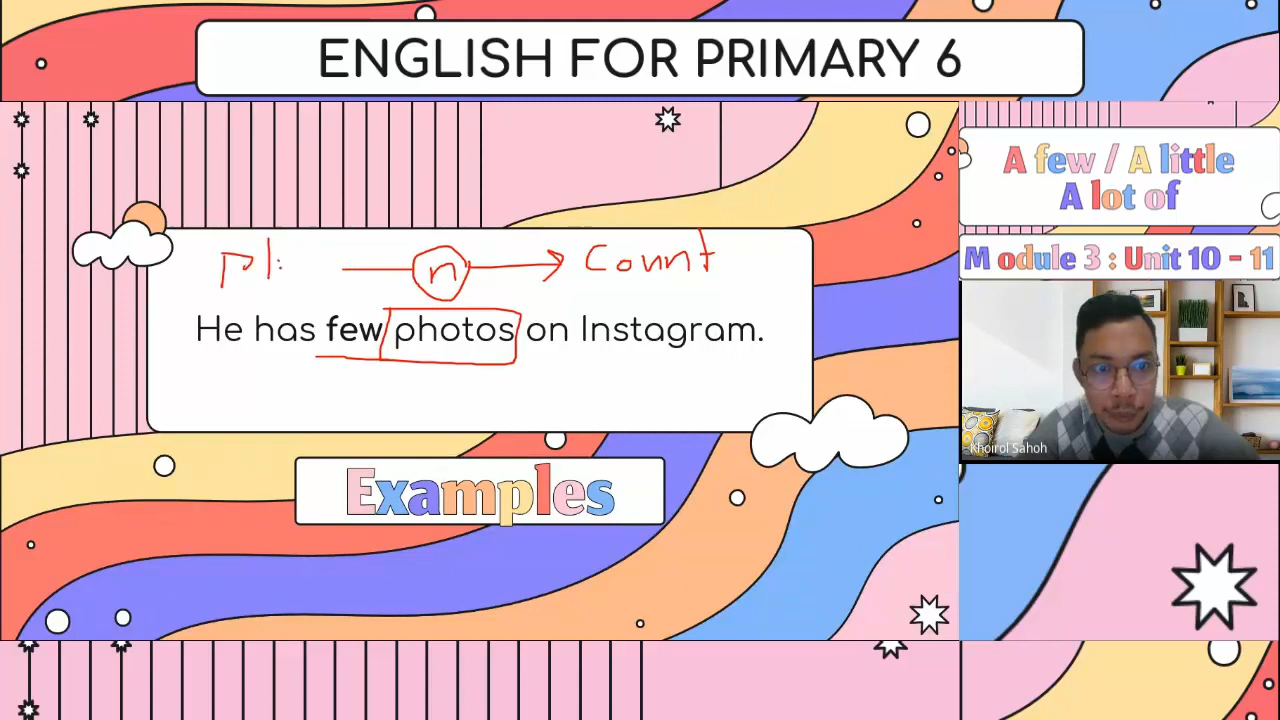 ENGLISH FOR PRIMARY 6
A few / A little
A lot of
Module 3 : Unit 10 - 11
pl: n Count
He has few photos on Instagram.
Examples
Khoirol Sahoh